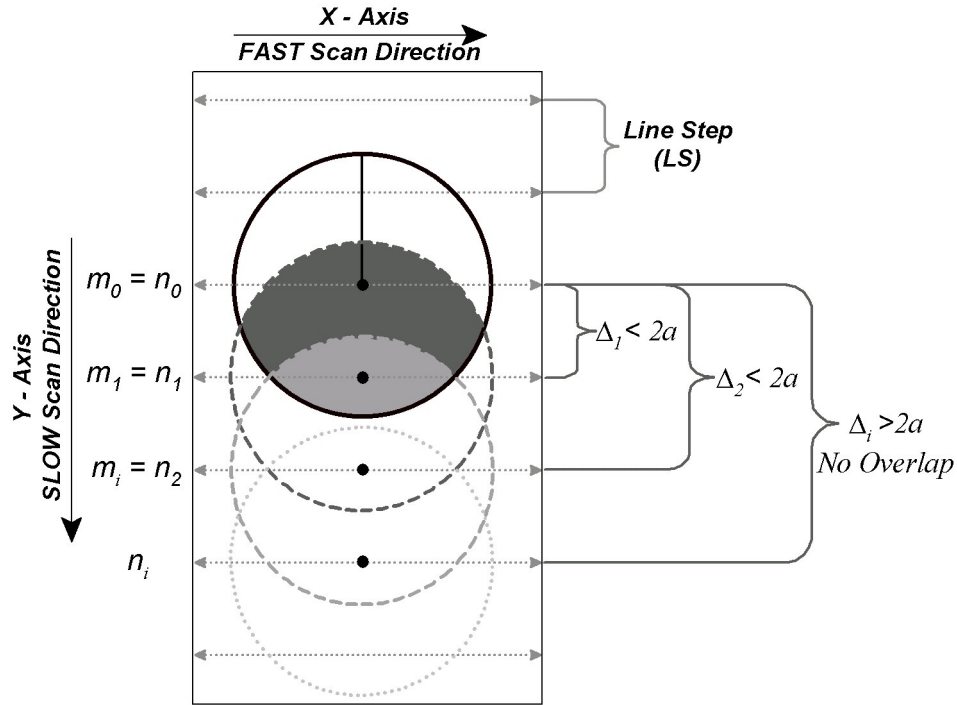 X - Axis
FAST Scan Direction
Line Step
(LS)
Y - Axis
SLOW Scan Direction
m₀ = n₀
m₁ = n₁
mᵢ = n₂
nᵢ
Δ₁< 2a
Δ₂< 2a
Δᵢ >2a
No Overlap